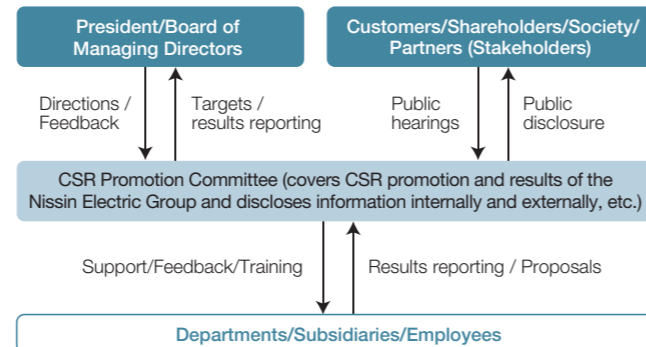 President/Board of
Managing Directors
Customers/Shareholders/Society/
Partners (Stakeholders)
Directions /
Feedback
Targets /
results reporting
Public
hearings
Public
disclosure
CSR Promotion Committee (covers CSR promotion and results of the
Nissin Electric Group and discloses information internally and externally, etc.)
Support/Feedback/Training
Results reporting / Proposals
Departments/Subsidiaries/Employees